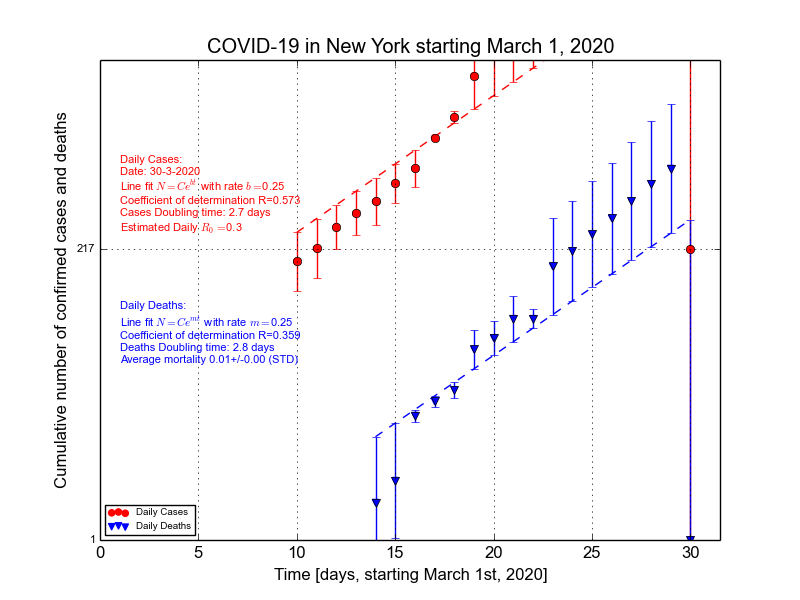 COVID-19 in New York starting March 1, 2020
Cumulative number of confirmed cases and deaths
Daily Cases:
Date: 30-3-2020
Line fit N = Ce^{bt} with rate b =0.25
Coefficient of determination R=0.573
Cases Doubling time: 2.7 days
Estimated Daily R_0 =0.3
217
Daily Deaths:
Line fit N = Ce^{mt} with rate m =0.25
Coefficient of determination R=0.359
Deaths Doubling time: 2.8 days
Average mortality 0.01+/-0.00 (STD)
Daily Cases
Daily Deaths
1
0 5 10 15 20 25 30
Time [days, starting March 1st, 2020]